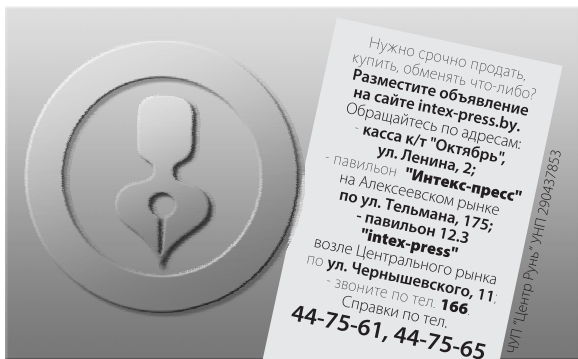 Нужно срочно продать,
купить, обменять что-либо?
Разместите объявление
на сайте intex-press.by.
Обращайтесь по адресам:
- касса к/т "Октябрь",
ул. Ленина, 2;
- павильон "Интекс-пресс"
на Алексеевском рынке
по ул. Тельмана, 175;
- павильон 12.3
"intex-press"
возле Центрального рынка
по ул. Чернышевского, 11;
- звоните по тел. 166.
Справки по тел.
44-75-61, 44-75-65
ЧУП "Центр Рунь" УНП 290437853